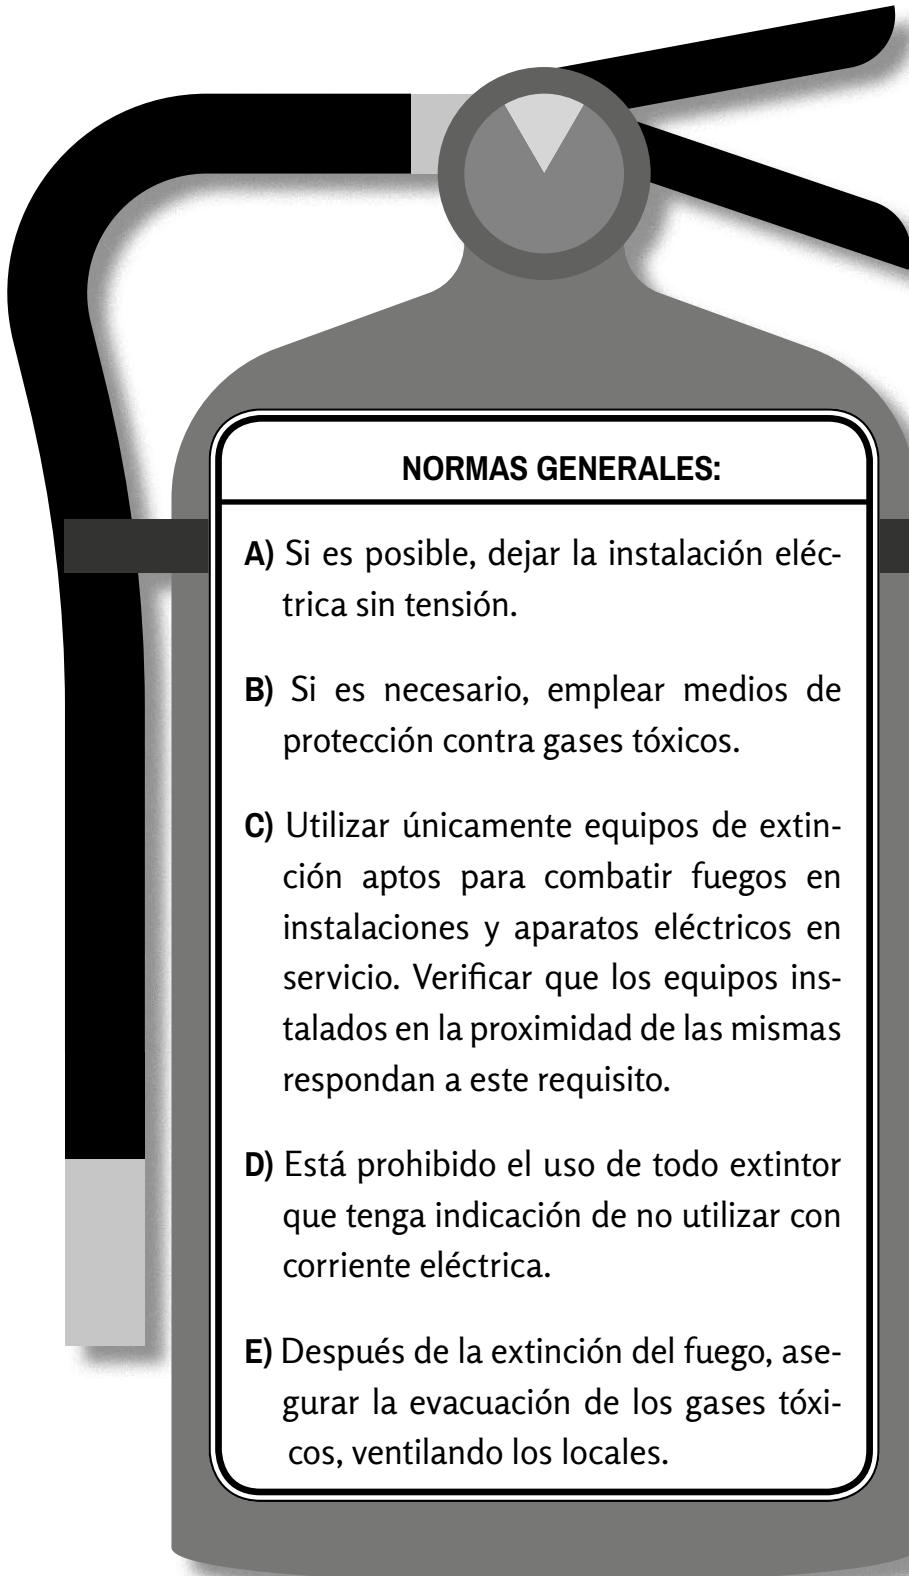 NORMAS GENERALES:
A) Si es posible, dejar la instalación eléc-
trica sin tensión.
B) Si es necesario, emplear medios de
protección contra gases tóxicos.
C) Utilizar únicamente equipos de extin-
ción aptos para combatir fuegos en
instalaciones y aparatos eléctricos en
servicio. Verificar que los equipos ins-
talados en la proximidad de las mismas
respondan a este requisito.
D) Está prohibido el uso de todo extintor
que tenga indicación de no utilizar con
corriente eléctrica.
E) Después de la extinción del fuego, ase-
gurar la evacuación de los gases tóxi-
cos, ventilando los locales.